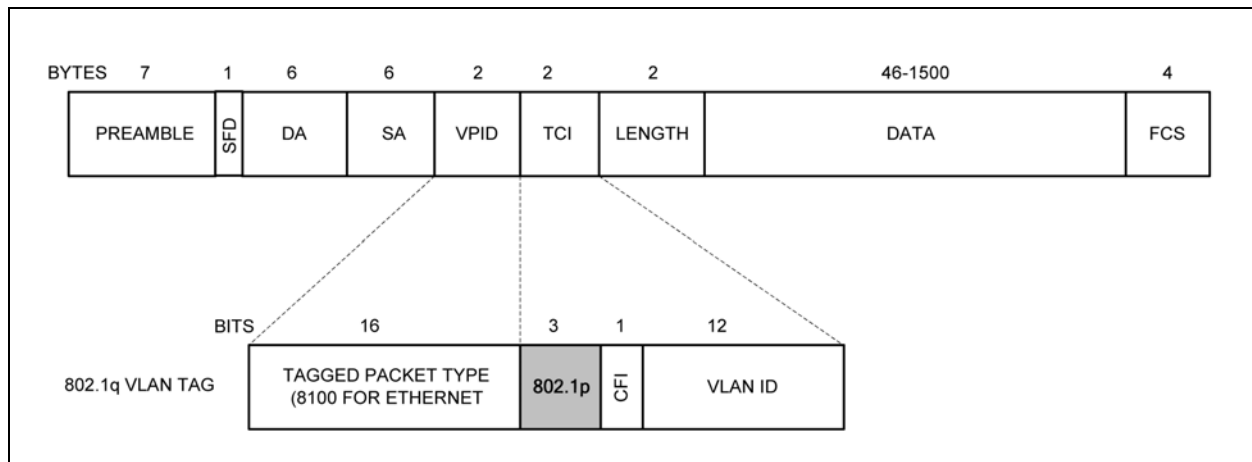 BYTES 7 1 6 6 2 2 2 46-1500 4
PREAMBLE SFD DA SA VPID TCI LENGTH DATA FCS
BITS 16 3 1 12
802.1q VLAN TAG
TAGGED PACKET TYPE
(8100 FOR ETHERNET
802.1p CFI VLAN ID